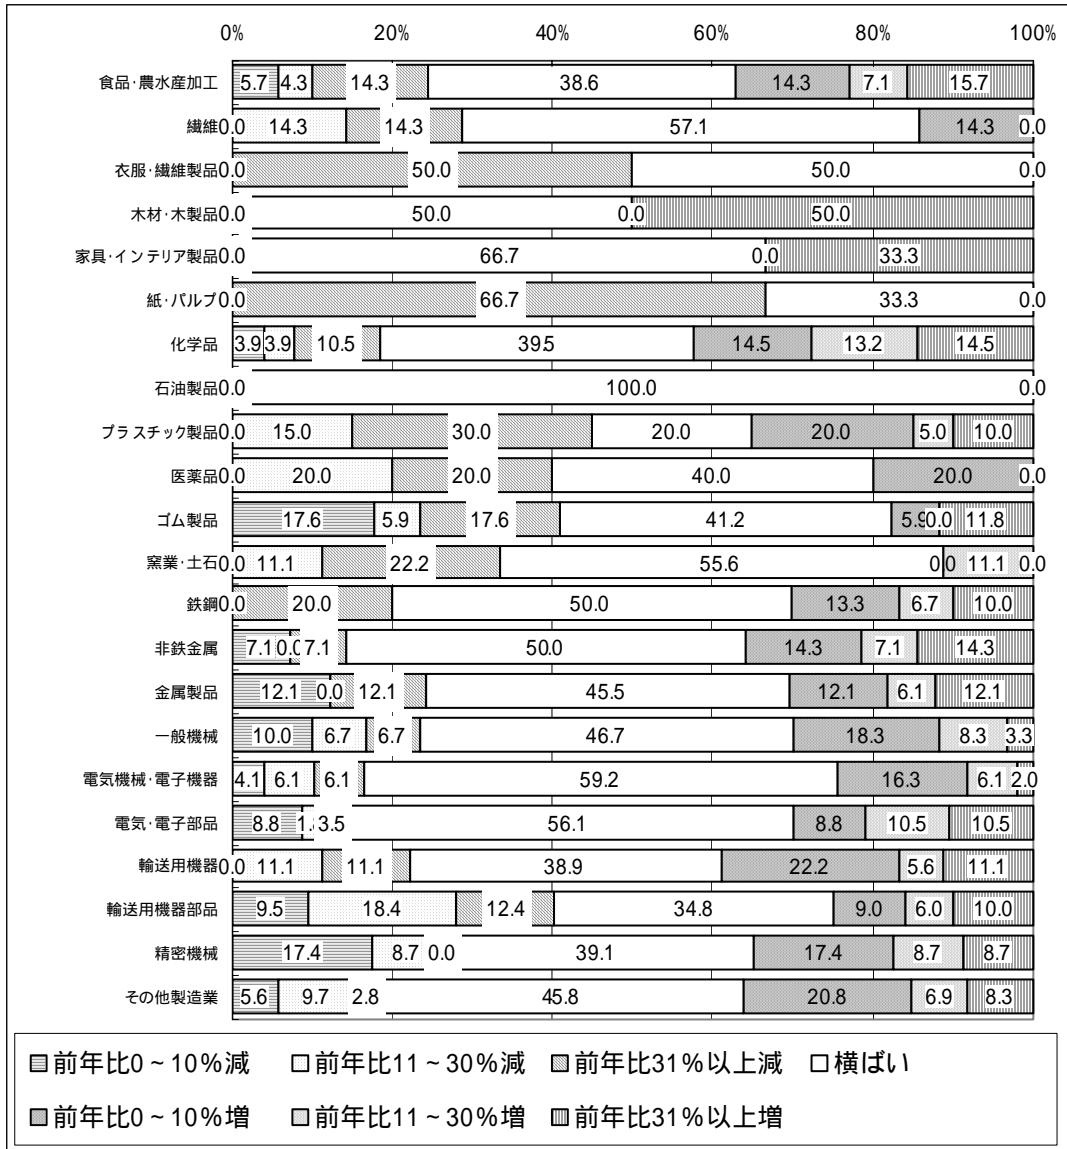 0% 20% 40% 60% 80% 100%
食品・農水産加工 5.7 4.3 14.3 38.6 14.3 7.1 15.7
繊維 0.0 14.3 14.3 57.1 14.3 0.0
衣服・繊維製品 0.0 50.0 50.0 0.0
木材・木製品 0.0 50.0 0.0 50.0
家具・インテリア製品 0.0 66.7 0.0 33.3
紙・パルプ 0.0 66.7 33.3 0.0
化学品 3.9 3.9 10.5 39.5 14.5 13.2 14.5
石油製品 0.0 100.0 0.0
プラスチック製品 0.0 15.0 30.0 20.0 20.0 5.0 10.0
医薬品 0.0 20.0 20.0 40.0 20.0 0.0
ゴム製品 17.6 5.9 17.6 41.2 5.9 0.0 11.8
窯業・土石 0.0 11.1 22.2 55.6 0.0 11.1 0.0
鉄鋼 0.0 20.0 50.0 13.3 6.7 10.0
非鉄金属 7.1 0.0 7.1 50.0 14.3 7.1 14.3
金属製品 12.1 0.0 12.1 45.5 12.1 6.1 12.1
一般機械 10.0 6.7 6.7 46.7 18.3 8.3 3.3
電気機械・電子機器 4.1 6.1 6.1 59.2 16.3 6.1 2.0
電気・電子部品 8.8 3.5 56.1 8.8 10.5 10.5
輸送用機器 0.0 11.1 11.1 38.9 22.2 5.6 11.1
輸送用機器部品 9.5 18.4 12.4 34.8 9.0 6.0 10.0
精密機械 17.4 8.7 0.0 39.1 17.4 8.7 8.7
その他製造業 5.6 9.7 2.8 45.8 20.8 6.9 8.3
前年比0～10%減 前年比11～30%減 前年比31%以上減 横ばい
前年比0～10%増 前年比11～30%増 前年比31%以上増